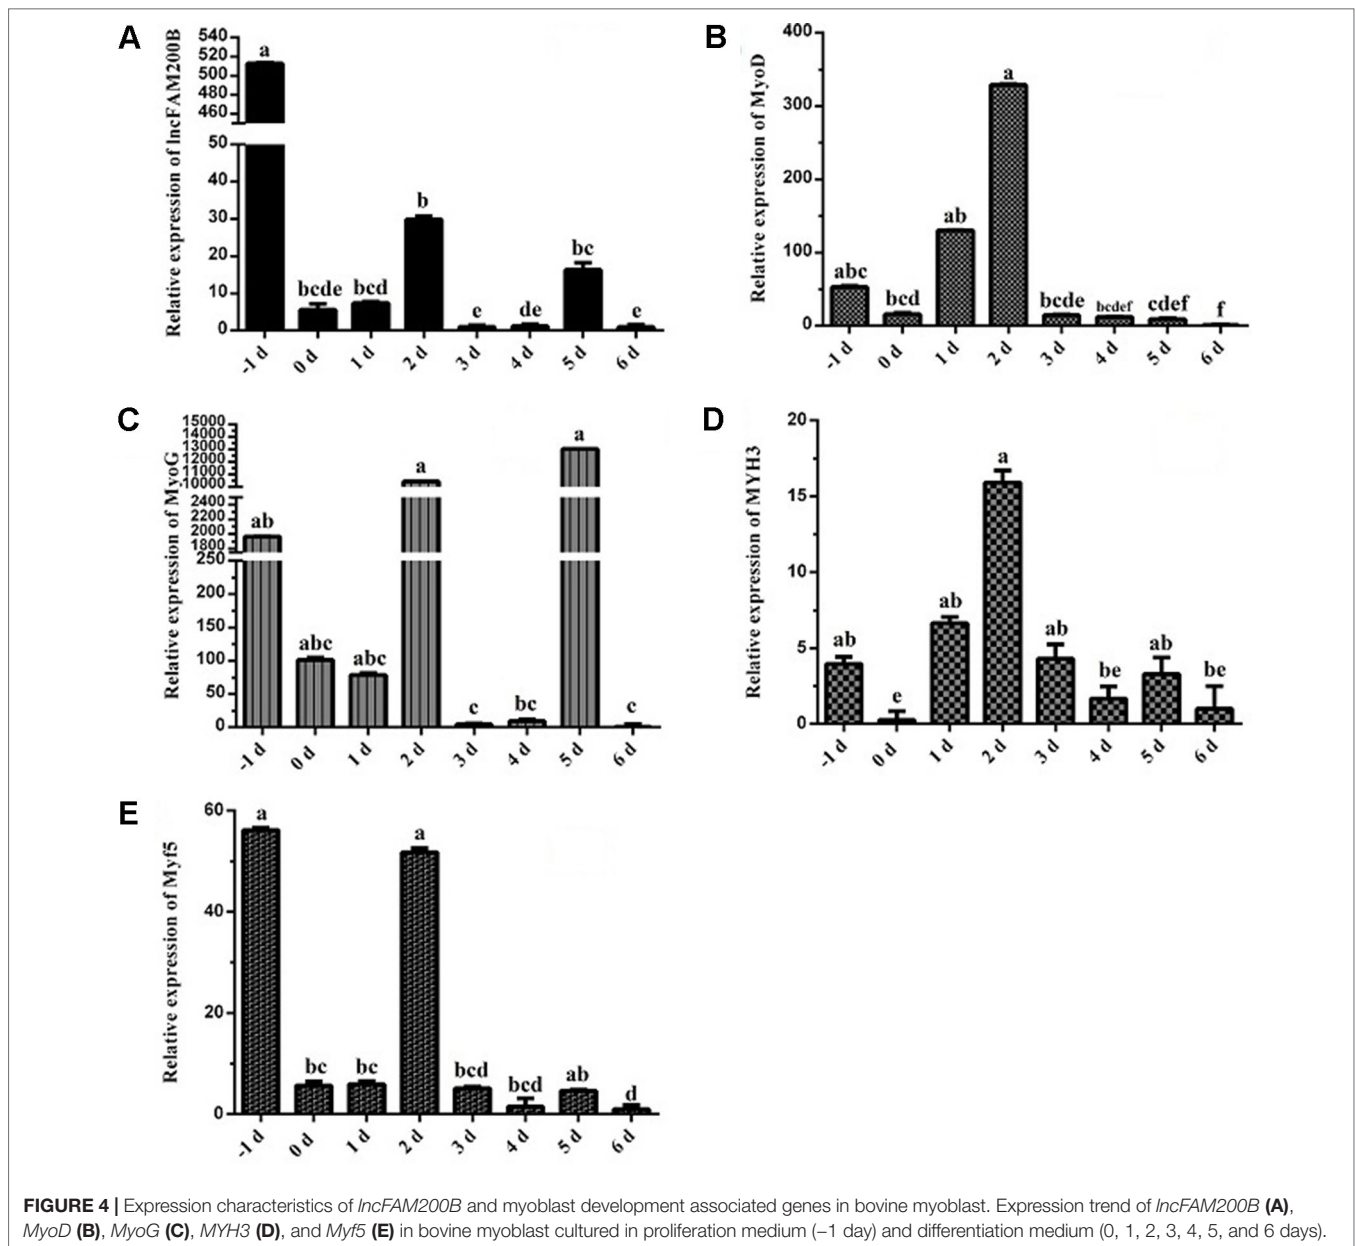 A
Relative expression of lncFAM200B
540
520
500
480
460
50
40
30
20
10
0
a
bcde
bcd
b
e
de
bc
e
-1 d
0 d
1 d
2 d
3 d
4 d
5 d
6 d
B
Relative expression of MyoD
400
300
200
100
0
abc
bcd
ab
a
bcde
bcdef
cdef
f
-1 d
0 d
1 d
2 d
3 d
4 d
5 d
6 d
C
Relative expression of MyoG
15000
14000
13000
12000
11000
10000
2400
2200
2000
1800
250
200
150
100
50
0
ab
abc
abc
a
c
bc
a
c
-1 d
0 d
1 d
2 d
3 d
4 d
5 d
6 d
D
Relative expression of MYH3
20
15
10
5
0
ab
e
ab
a
ab
be
ab
be
-1 d
0 d
1 d
2 d
3 d
4 d
5 d
6 d
E
Relative expression of Myf5
60
40
20
0
a
bc
bc
a
bcd
bcd
ab
d
-1 d
0 d
1 d
2 d
3 d
4 d
5 d
6 d
FIGURE 4 | Expression characteristics of lncFAM200B and myoblast development associated genes in bovine myoblast. Expression trend of lncFAM200B (A),
MyoD (B), MyoG (C), MYH3 (D), and Myf5 (E) in bovine myoblast cultured in proliferation medium (−1 day) and differentiation medium (0, 1, 2, 3, 4, 5, and 6 days).